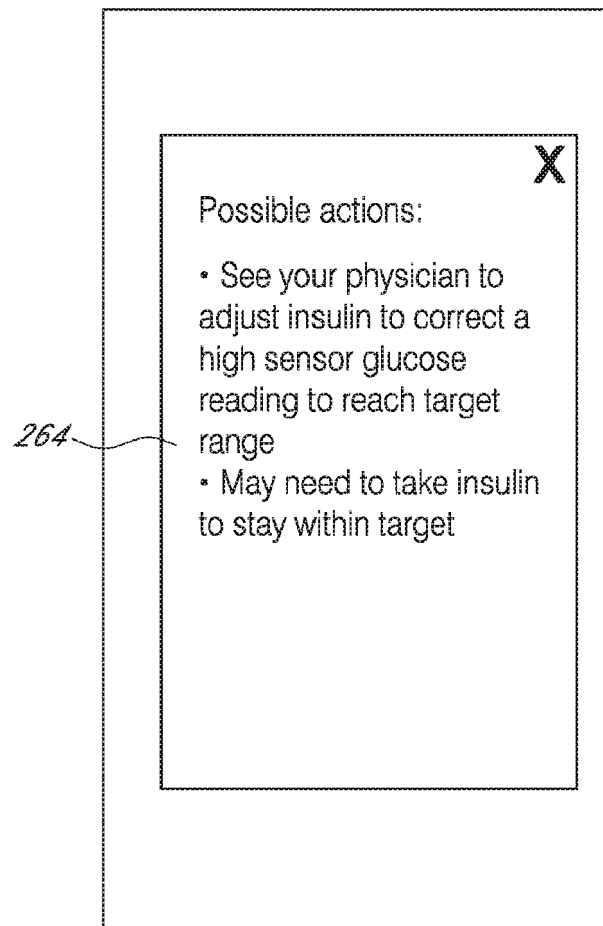 X
Possible actions:
• See your physician to
adjust insulin to correct a
high sensor glucose
reading to reach target
range
264
• May need to take insulin
to stay within target